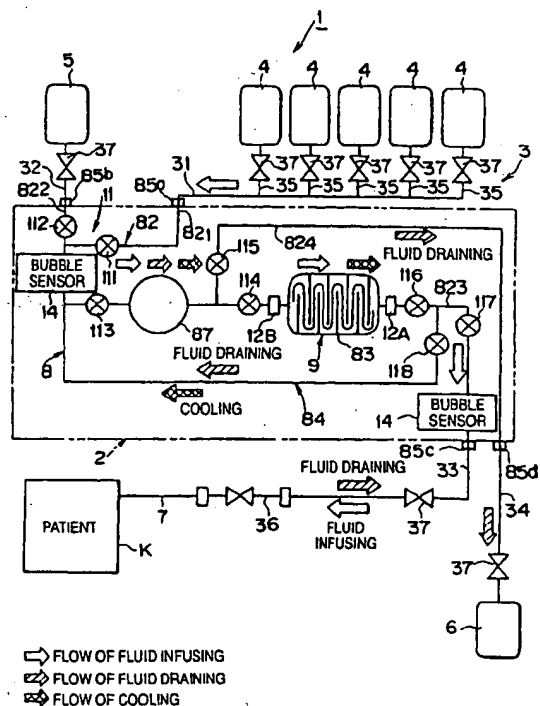 1
5
4 4 4 4 4
37
37 37 37 37 37
3
32
31
35 35 35 35 35
85b
822
11
85a
112
82
821
111
115
824
FLUID DRAINING
BUBBLE
SENSOR
14
114
116
823
117
113
87
12B
9
83
12A
118
8
FLUID DRAINING
COOLING
84
14
BUBBLE
SENSOR
2
85c
85d
33
FLUID DRAINING
34
PATIENT
7
36
37
FLUID
INFUSING
K
37
6
FLOW OF FLUID INFUSING
FLOW OF FLUID DRAINING
FLOW OF COOLING